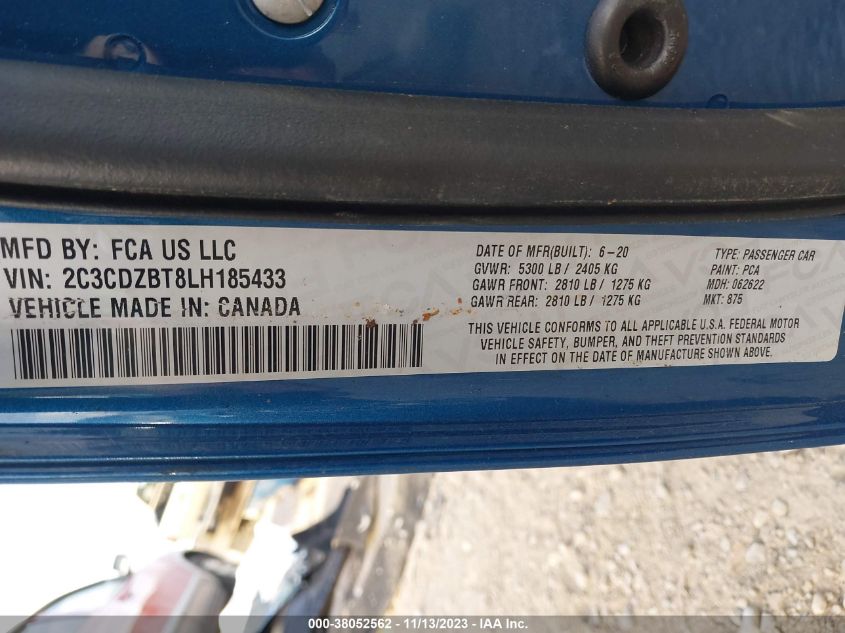 MFD BY: FCA US LLC
VIN: 2C3CDZBT8LH185433
VEHICLE MADE IN: CANADA
DATE OF MFR(BUILT): 6-20
GVWR: 5300 LB / 2405 KG
GAWR FRONT: 2810 LB / 1275 KG
GAWR REAR: 2810 LB / 1275 KG
TYPE: PASSENGER CAR
PAINT: PCA
MDH: 062622
MKT: 875
THIS VEHICLE CONFORMS TO ALL APPLICABLE U.S.A. FEDERAL MOTOR
VEHICLE SAFETY, BUMPER, AND THEFT PREVENTION STANDARDS
IN EFFECT ON THE DATE OF MANUFACTURE SHOWN ABOVE.
000-38052562 - 11/13/2023 - IAA Inc.